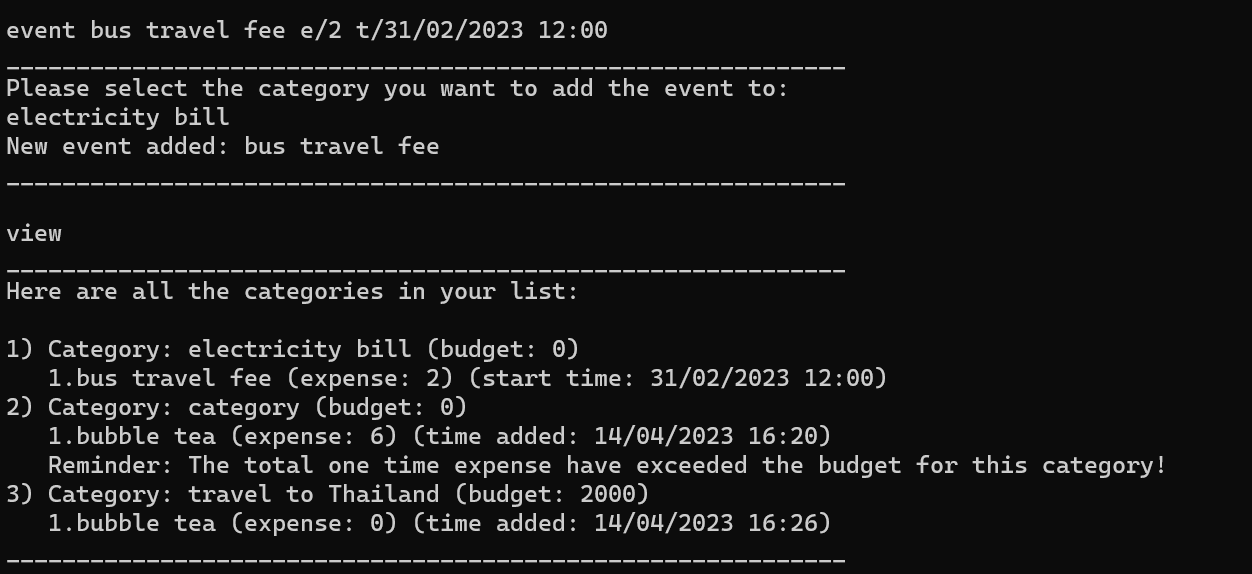 event bus travel fee e/2 t/31/02/2023 12:00
____________________________________________________________
Please select the category you want to add the event to:
electricity bill
New event added: bus travel fee
____________________________________________________________
view
____________________________________________________________
Here are all the categories in your list:
1) Category: electricity bill (budget: 0)
   1.bus travel fee (expense: 2) (start time: 31/02/2023 12:00)
2) Category: category (budget: 0)
   1.bubble tea (expense: 6) (time added: 14/04/2023 16:20)
   Reminder: The total one time expense have exceeded the budget for this category!
3) Category: travel to Thailand (budget: 2000)
   1.bubble tea (expense: 0) (time added: 14/04/2023 16:26)
____________________________________________________________